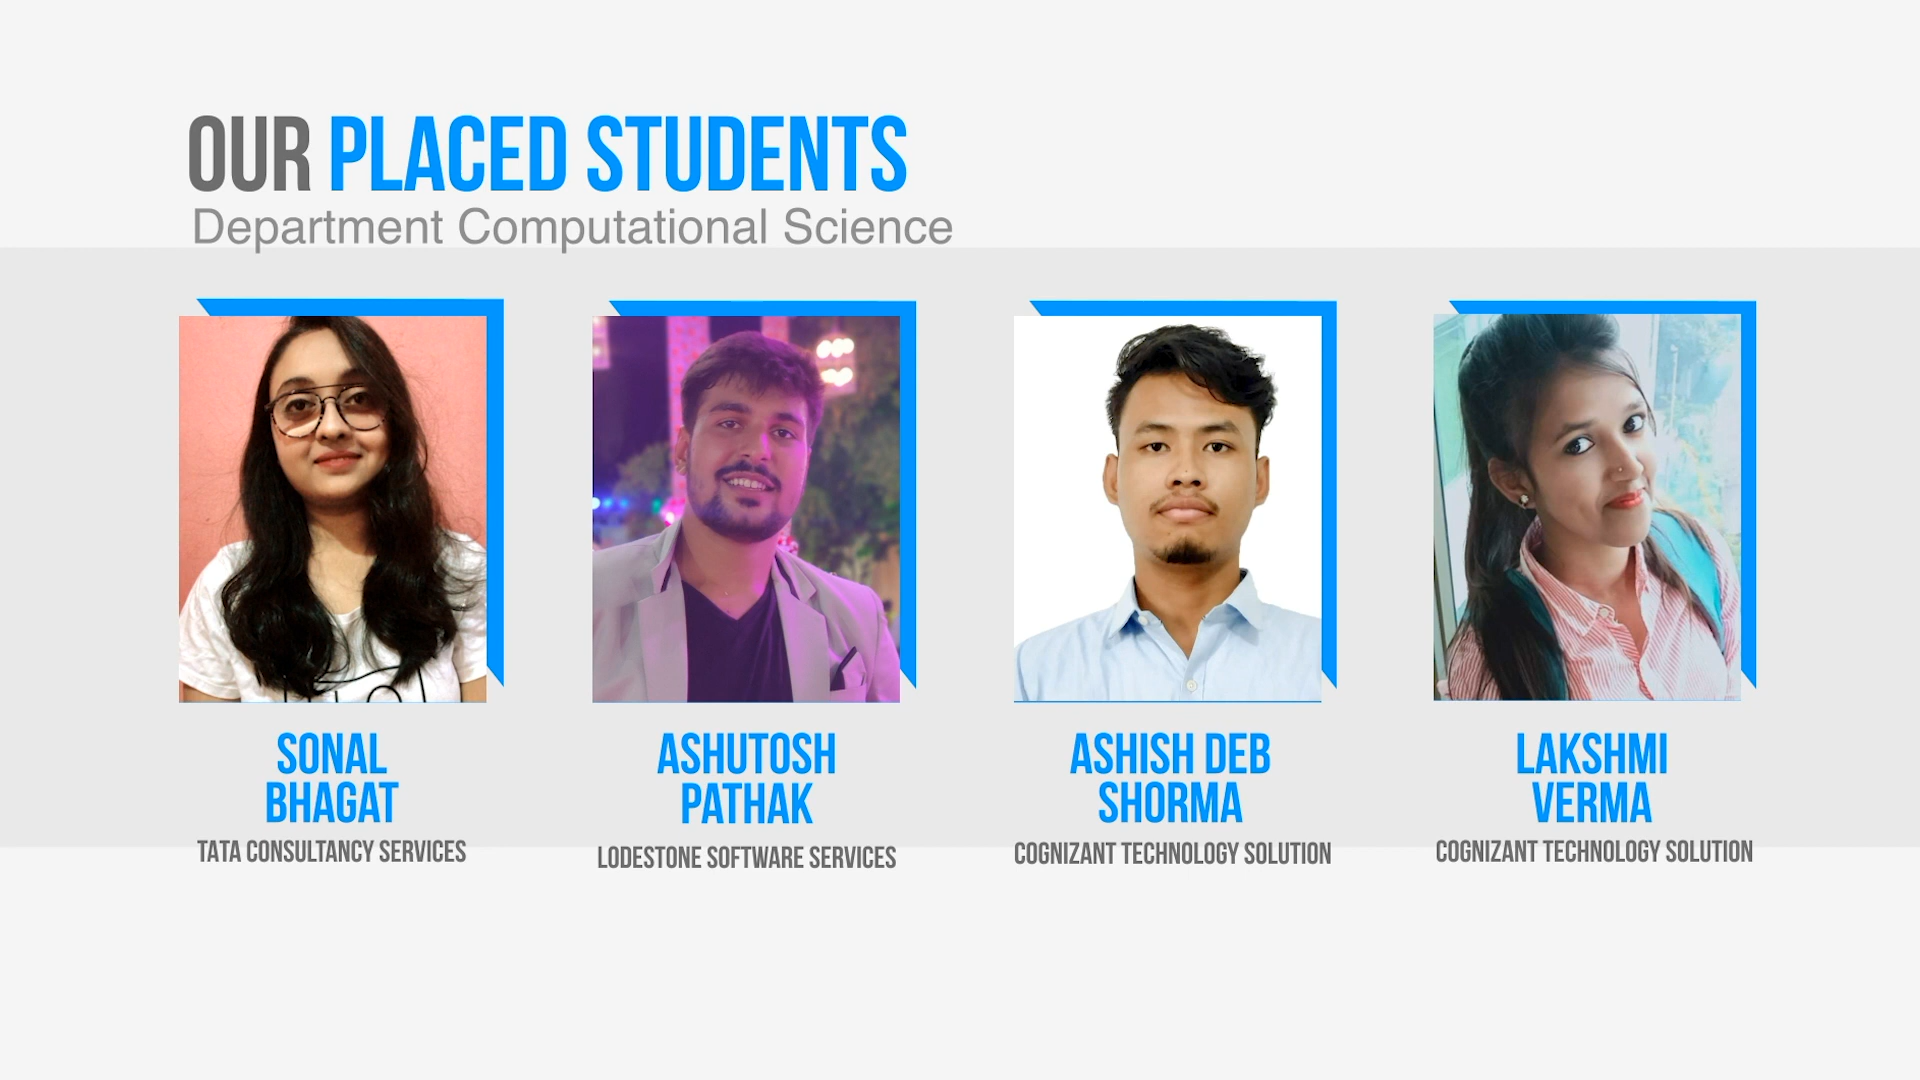 OUR PLACED STUDENTS
Department Computational Science
SONAL
BHAGAT
TATA CONSULTANCY SERVICES
ASHUTOSH
PATHAK
LODESTONE SOFTWARE SERVICES
ASHISH DEB
SHORMA
COGNIZANT TECHNOLOGY SOLUTION
LAKSHMI
VERMA
COGNIZANT TECHNOLOGY SOLUTION